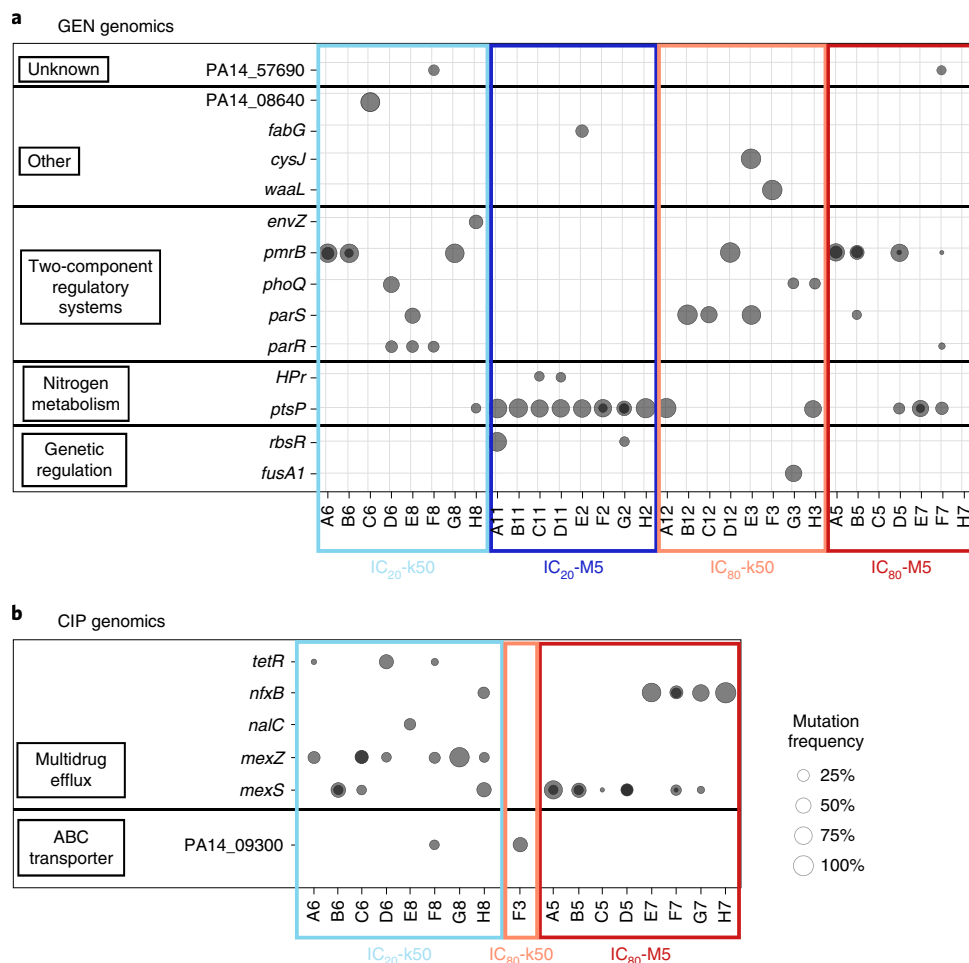 a
GEN genomics
Unknown
PA14_57690
PA14_08640
fabG
Other
cysJ
waaL
envZ
pmrB
Two-component
regulatory
systems
phoQ
parS
parR
HPr
Nitrogen
metabolism
ptsP
rbsR
Genetic
regulation
fusA1
A6 B6 C6 D6 E8 F8 G8 H8 A11 B11 C11 D11 E2 F2 G2 H2 A12 B12 C12 D12 E3 F3 G3 H3 A5 B5 C5 D5 E7 F7 H7
IC20-k50 IC20-M5 IC80-k50 IC80-M5
b
CIP genomics
tetR
nfxB
nalC
Multidrug
efflux
mexZ
mexS
ABC
transporter
PA14_09300
A6 B6 C6 D6 E8 F8 G8 H8 F3 A5 B5 C5 D5 E7 F7 G7 H7
IC20-k50 IC80-k50 IC80-M5
Mutation
frequency
25%
50%
75%
100%